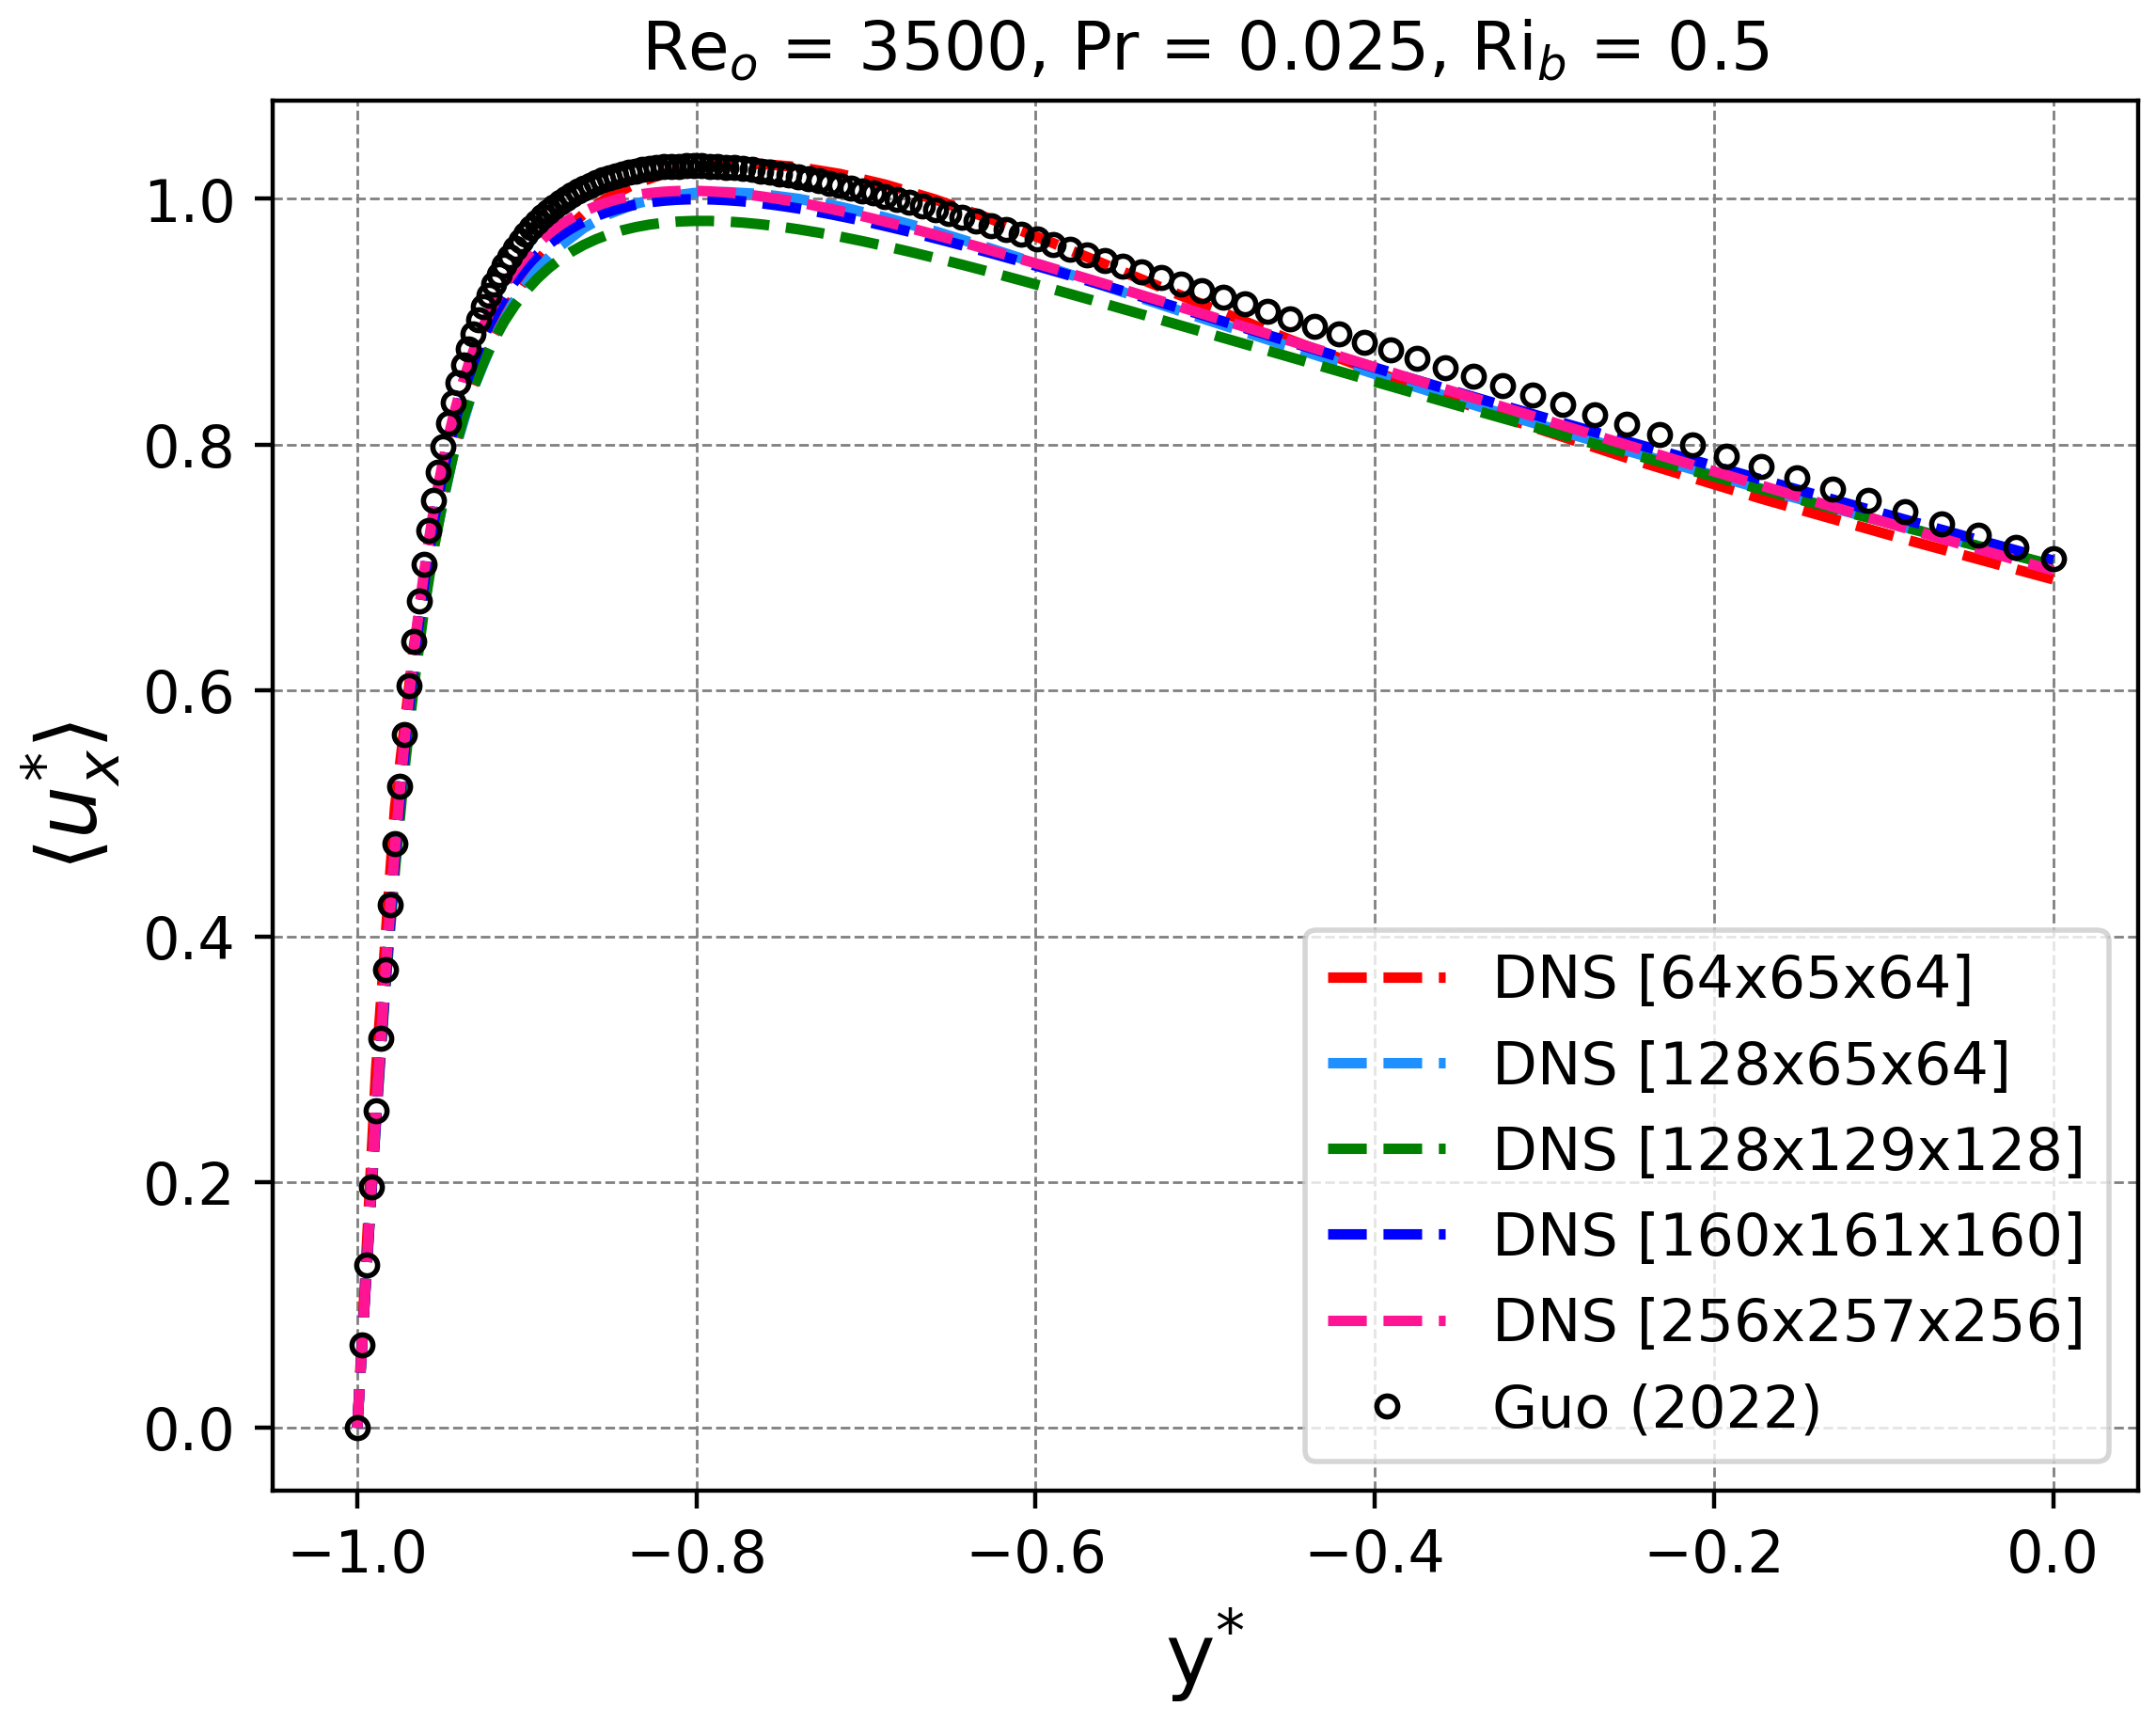 Reₒ = 3500, Pr = 0.025, Ri_b = 0.5
⟨u*ₓ⟩
1.0
0.8
0.6
0.4
0.2
0.0
−1.0 −0.8 −0.6 −0.4 −0.2 0.0
y*
DNS [64x65x64]
DNS [128x65x64]
DNS [128x129x128]
DNS [160x161x160]
DNS [256x257x256]
Guo (2022)